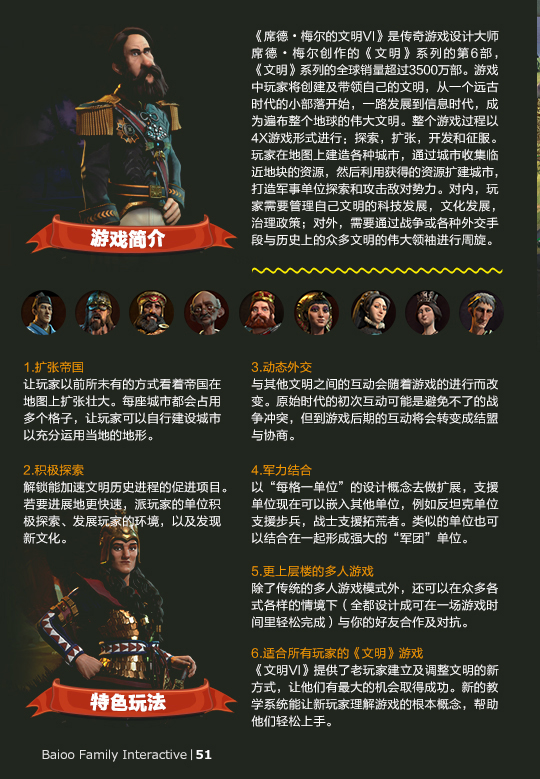 《席德·梅尔的文明VI》是传奇游戏设计大师
席德·梅尔创作的《文明》系列的第6部，
《文明》系列的全球销量超过3500万部。游戏
中玩家将创建及带领自己的文明，从一个远古
时代的小部落开始，一路发展到信息时代，成
为遍布整个地球的伟大文明。整个游戏过程以
4X游戏形式进行；探索，扩张，开发和征服。
玩家在地图上建造各种城市，通过城市收集临
近地块的资源，然后利用获得的资源扩建城市，
打造军事单位探索和攻击敌对势力。对内，玩
家需要管理自己文明的科技发展，文化发展，
治理政策；对外，需要通过战争或各种外交手
段与历史上的众多文明的伟大领袖进行周旋。
游戏简介
1.扩张帝国
让玩家以前所未有的方式看着帝国在
地图上扩张壮大。每座城市都会占用
多个格子，让玩家可以自行建设城市
以充分运用当地的地形。
2.积极探索
解锁能加速文明历史进程的促进项目。
若要进展地更快速，派玩家的单位积
极探索、发展玩家的环境，以及发现
新文化。
特色玩法
3.动态外交
与其他文明之间的互动会随着游戏的进行而改
变。原始时代的初次互动可能是避免不了的战
争冲突，但到游戏后期的互动将会转变成结盟
与协商。
4.军力结合
以“每格一单位”的设计概念去做扩展，支援
单位现在可以嵌入其他单位，例如反坦克单位
支援步兵，战士支援拓荒者。类似的单位也可
以结合在一起形成强大的“军团”单位。
5.更上层楼的多人游戏
除了传统的多人游戏模式外，还可以在众多各
式各样的情境下（全都设计成可在一场游戏时
间里轻松完成）与你的好友合作及对抗。
6.适合所有玩家的《文明》游戏
《文明VI》提供了老玩家建立及调整文明的新
方式，让他们有最大的机会取得成功。新的教
学系统能让新玩家理解游戏的根本概念，帮助
他们轻松上手。
Baioo Family Interactive | 51